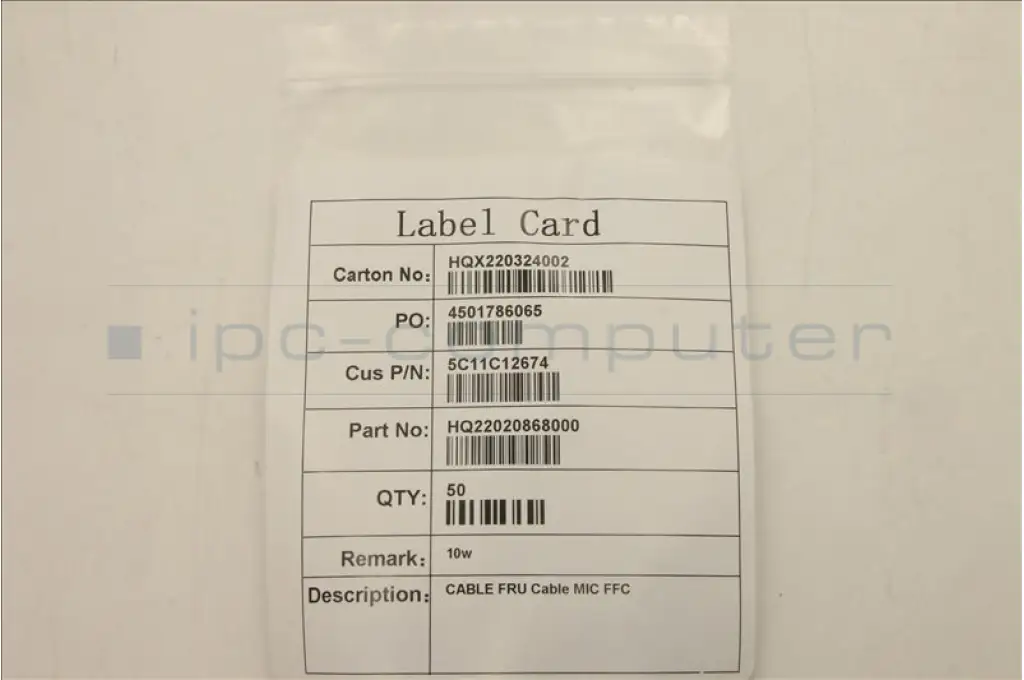 Label Card
Carton No: HQX220324002
PO: 4501786065
ipc-computer
Cus P/N: 5C11C12674
Part No: HQ22020868000
QTY: 50
Remark: 10w
Description: CABLE FRU Cable MIC FFC